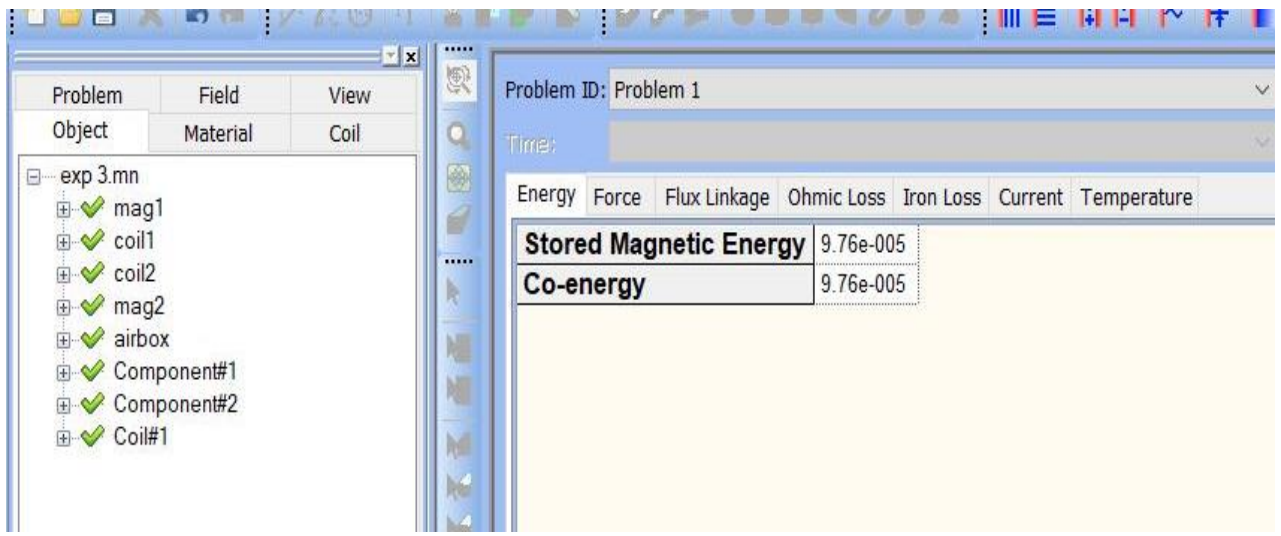 Problem Field View
Object Material Coil
exp 3.mn
mag1
coil1
coil2
mag2
airbox
Component#1
Component#2
Coil#1
Problem ID: Problem 1
Time:
Energy Force Flux Linkage Ohmic Loss Iron Loss Current Temperature
Stored Magnetic Energy 9.76e-005
Co-energy 9.76e-005